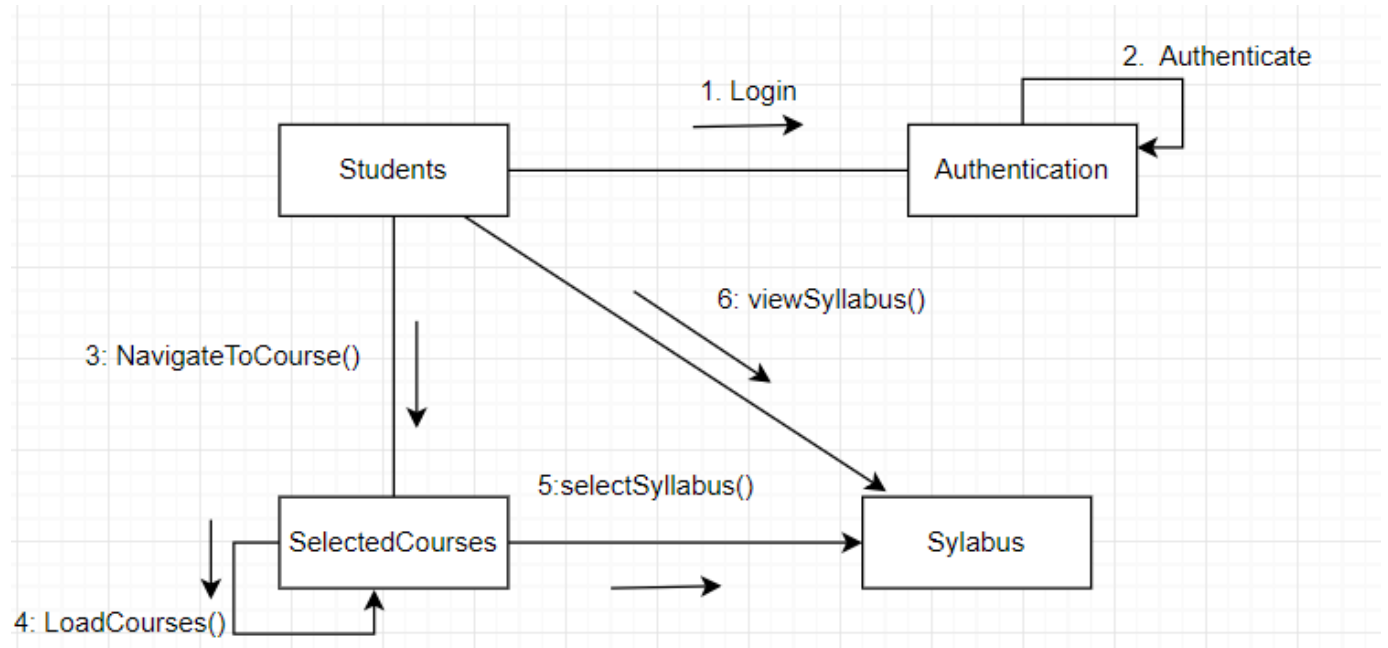 2.  Authenticate
1. Login
Students
Authentication
6: viewSyllabus()
3: NavigateToCourse()
5:selectSyllabus()
SelectedCourses
Sylabus
4: LoadCourses()